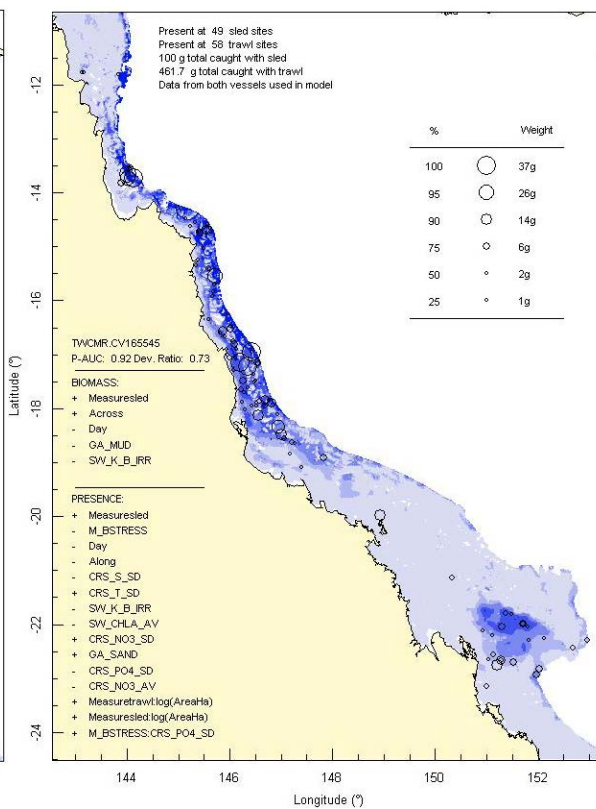 Present at 49 sled sites
Present at 58 trawl sites
100 g total caught with sled
461.7 g total caught with trawl
Data from both vessels used in model
% Weight
100 37g
95 26g
90 14g
75 6g
50 2g
25 1g
TWCMR.CV165545
P-AUC: 0.92 Dev. Ratio: 0.73
BIOMASS:
+ Measuresled
+ Across
- Day
- GA_MUD
- SW_K_B_IRR
PRESENCE:
+ Measuresled
- M_BSTRESS
- Day
- Along
- CRS_S_SD
+ CRS_T_SD
- SW_K_B_IRR
- SW_CHLA_AV
+ CRS_NO3_SD
+ GA_SAND
- CRS_PO4_SD
- CRS_NO3_AV
+ Measuretrawl:log(AreaHa)
+ Measuresled:log(AreaHa)
+ M_BSTRESS:CRS_PO4_SD
Latitude (°)
-12
-14
-16
-18
-20
-22
-24
144 146 148 150 152
Longitude (°)